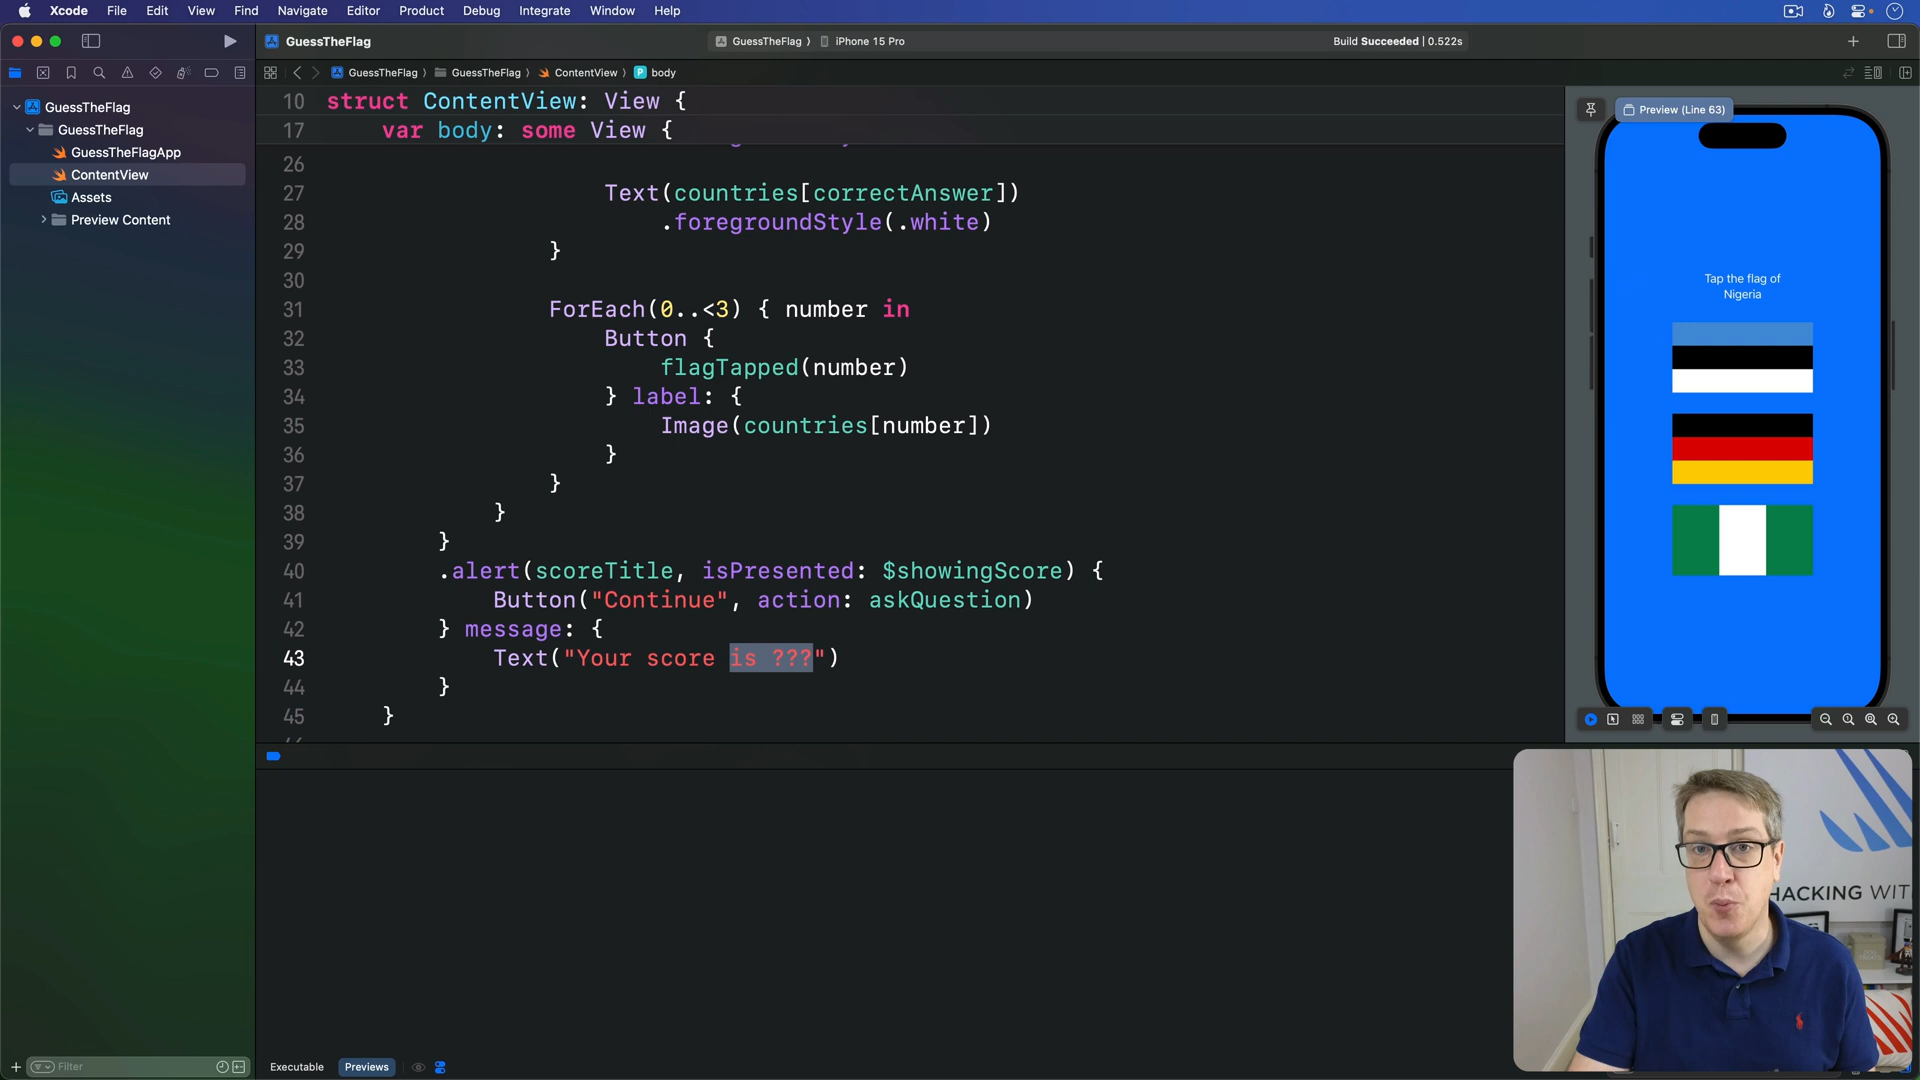 Xcode File Edit View Find Navigate Editor Product Debug Integrate Window Help
GuessTheFlag
GuessTheFlag ⟩ iPhone 15 Pro
Build Succeeded | 0.522s
GuessTheFlag ⟩ GuessTheFlag ⟩ ContentView ⟩ P body
GuessTheFlag
GuessTheFlag
GuessTheFlagApp
ContentView
Assets
Preview Content
Filter
10 struct ContentView: View {
17 var body: some View {
26
27 Text(countries[correctAnswer])
28 .foregroundStyle(.white)
29 }
30
31 ForEach(0..<3) { number in
32 Button {
33 flagTapped(number)
34 } label: {
35 Image(countries[number])
36 }
37 }
38 }
39 }
40 .alert(scoreTitle, isPresented: $showingScore) {
41 Button("Continue", action: askQuestion)
42 } message: {
43 Text("Your score is ???")
44 }
45 }
Preview (Line 63)
Tap the flag of
Nigeria
HACKING WIT
Executable Previews